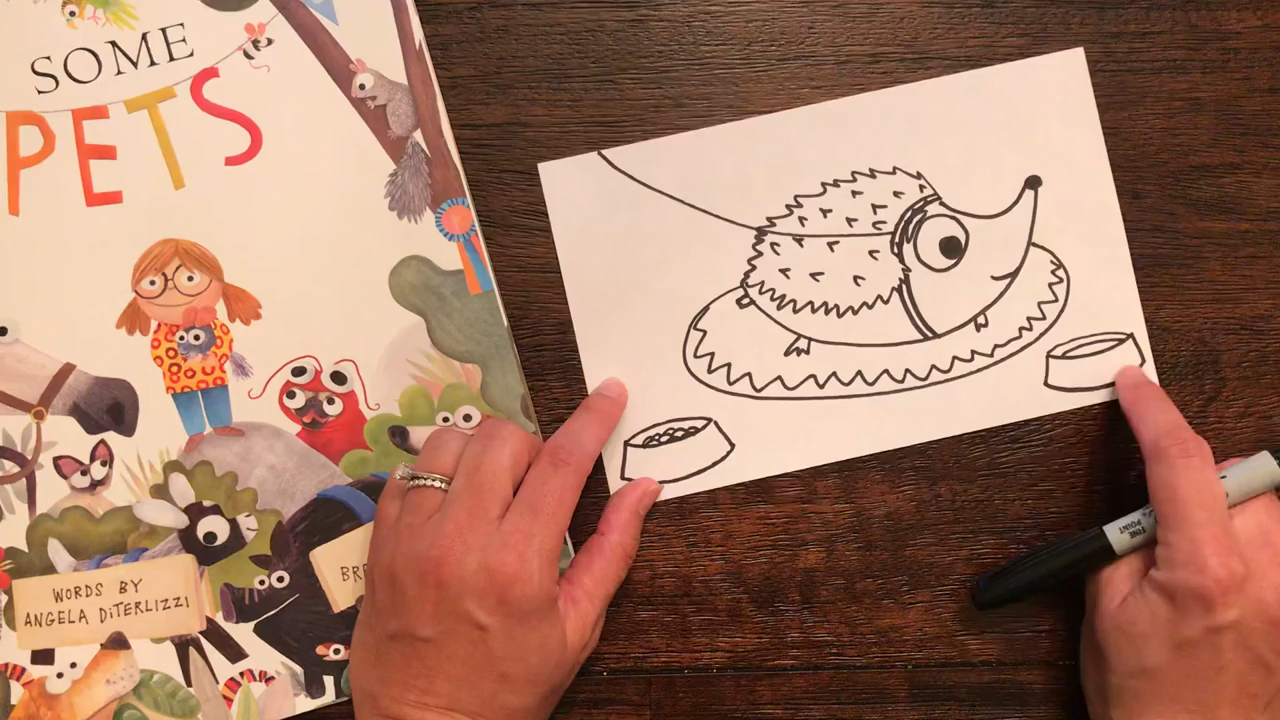 SOME
PETS
WORDS BY
ANGELA DiTERLIZZI
FINE
POINT